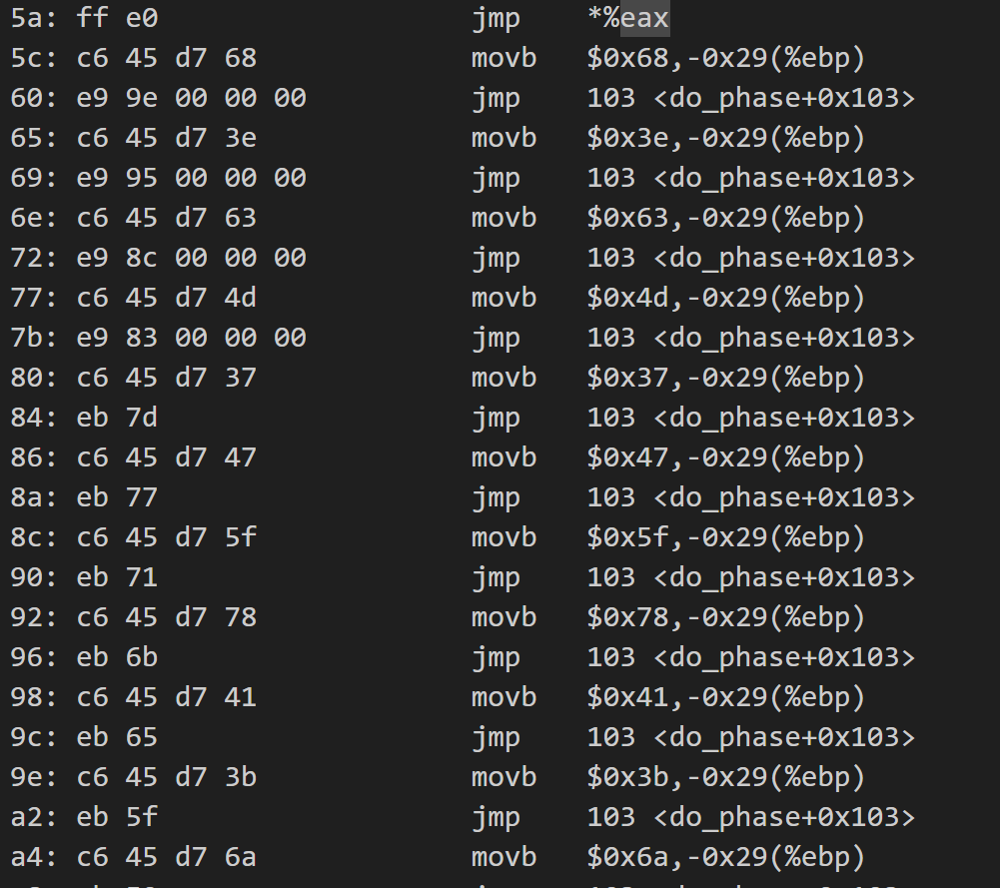 5a: ff e0 jmp *%eax
5c: c6 45 d7 68 movb $0x68,-0x29(%ebp)
60: e9 9e 00 00 00 jmp 103 <do_phase+0x103>
65: c6 45 d7 3e movb $0x3e,-0x29(%ebp)
69: e9 95 00 00 00 jmp 103 <do_phase+0x103>
6e: c6 45 d7 63 movb $0x63,-0x29(%ebp)
72: e9 8c 00 00 00 jmp 103 <do_phase+0x103>
77: c6 45 d7 4d movb $0x4d,-0x29(%ebp)
7b: e9 83 00 00 00 jmp 103 <do_phase+0x103>
80: c6 45 d7 37 movb $0x37,-0x29(%ebp)
84: eb 7d jmp 103 <do_phase+0x103>
86: c6 45 d7 47 movb $0x47,-0x29(%ebp)
8a: eb 77 jmp 103 <do_phase+0x103>
8c: c6 45 d7 5f movb $0x5f,-0x29(%ebp)
90: eb 71 jmp 103 <do_phase+0x103>
92: c6 45 d7 78 movb $0x78,-0x29(%ebp)
96: eb 6b jmp 103 <do_phase+0x103>
98: c6 45 d7 41 movb $0x41,-0x29(%ebp)
9c: eb 65 jmp 103 <do_phase+0x103>
9e: c6 45 d7 3b movb $0x3b,-0x29(%ebp)
a2: eb 5f jmp 103 <do_phase+0x103>
a4: c6 45 d7 6a movb $0x6a,-0x29(%ebp)